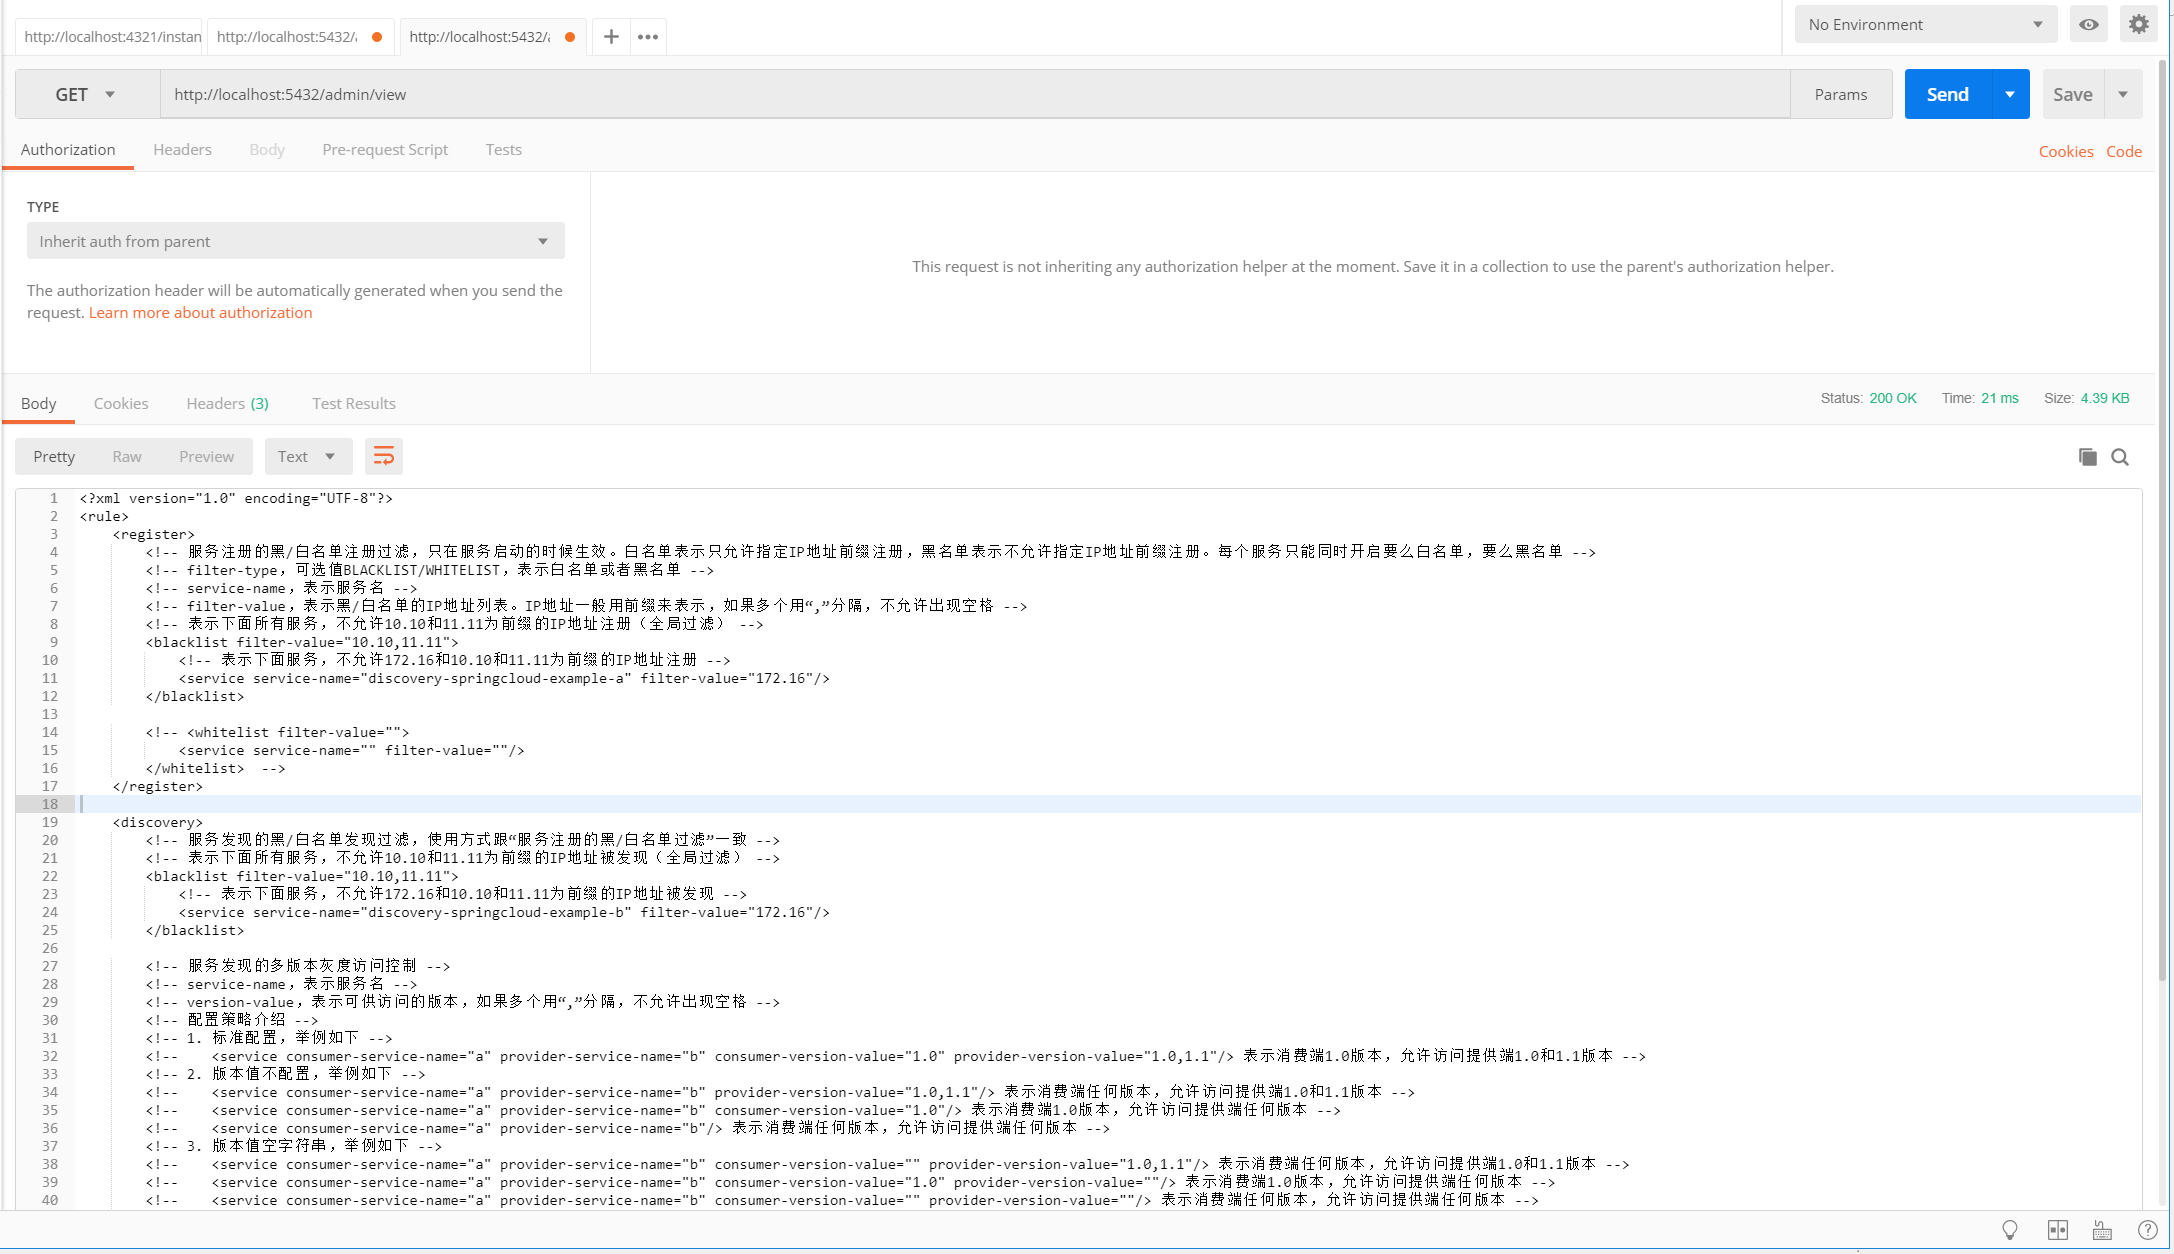 http://localhost:4321/instan
http://localhost:5432/
http://localhost:5432/
No Environment
GET
http://localhost:5432/admin/view
Params
Send
Save
Authorization
Headers
Body
Pre-request Script
Tests
Cookies
Code
TYPE
Inherit auth from parent
The authorization header will be automatically generated when you send the
request. Learn more about authorization
This request is not inheriting any authorization helper at the moment. Save it in a collection to use the parent's authorization helper.
Body
Cookies
Headers (3)
Test Results
Status: 200 OK
Time: 21 ms
Size: 4.39 KB
Pretty
Raw
Preview
Text
1 <?xml version="1.0" encoding="UTF-8"?>
2 <rule>
3 <register>
4 <!-- 服务注册的黑/白名单注册过滤，只在服务启动的时候生效。白名单表示只允许指定IP地址前缀注册，黑名单表示不允许指定IP地址前缀注册。每个服务只能同时开启要么白名单，要么黑名单 -->
5 <!-- filter-type，可选值BLACKLIST/WHITELIST，表示白名单或者黑名单 -->
6 <!-- service-name，表示服务名 -->
7 <!-- filter-value，表示黑/白名单的IP地址列表。IP地址一般用前缀来表示，如果多个用“,”分隔，不允许出现空格 -->
8 <!-- 表示下面所有服务，不允许10.10和11.11为前缀的IP地址注册（全局过滤） -->
9 <blacklist filter-value="10.10,11.11">
10 <!-- 表示下面服务，不允许172.16和10.10和11.11为前缀的IP地址注册 -->
11 <service service-name="discovery-springcloud-example-a" filter-value="172.16"/>
12 </blacklist>
13
14 <!-- <whitelist filter-value="">
15 <service service-name="" filter-value=""/>
16 </whitelist>  -->
17 </register>
18
19 <discovery>
20 <!-- 服务发现的黑/白名单发现过滤，使用方式跟“服务注册的黑/白名单过滤”一致 -->
21 <!-- 表示下面所有服务，不允许10.10和11.11为前缀的IP地址被发现（全局过滤） -->
22 <blacklist filter-value="10.10,11.11">
23 <!-- 表示下面服务，不允许172.16和10.10和11.11为前缀的IP地址被发现 -->
24 <service service-name="discovery-springcloud-example-b" filter-value="172.16"/>
25 </blacklist>
26
27 <!-- 服务发现的多版本灰度访问控制 -->
28 <!-- service-name，表示服务名 -->
29 <!-- version-value，表示可供访问的版本，如果多个用“,”分隔，不允许出现空格 -->
30 <!-- 配置策略介绍 -->
31 <!-- 1. 标准配置，举例如下 -->
32 <!--    <service consumer-service-name="a" provider-service-name="b" consumer-version-value="1.0" provider-version-value="1.0,1.1"/> 表示消费端1.0版本，允许访问提供端1.0和1.1版本 -->
33 <!-- 2. 版本值不配置，举例如下 -->
34 <!--    <service consumer-service-name="a" provider-service-name="b" provider-version-value="1.0,1.1"/> 表示消费端任何版本，允许访问提供端1.0和1.1版本 -->
35 <!--    <service consumer-service-name="a" provider-service-name="b" consumer-version-value="1.0"/> 表示消费端1.0版本，允许访问提供端任何版本 -->
36 <!--    <service consumer-service-name="a" provider-service-name="b"/> 表示消费端任何版本，允许访问提供端任何版本 -->
37 <!-- 3. 版本值空字符串，举例如下 -->
38 <!--    <service consumer-service-name="a" provider-service-name="b" consumer-version-value="" provider-version-value="1.0,1.1"/> 表示消费端任何版本，允许访问提供端1.0和1.1版本 -->
39 <!--    <service consumer-service-name="a" provider-service-name="b" consumer-version-value="1.0" provider-version-value=""/> 表示消费端1.0版本，允许访问提供端任何版本 -->
40 <!--    <service consumer-service-name="a" provider-service-name="b" consumer-version-value="" provider-version-value=""/> 表示消费端任何版本，允许访问提供端任何版本 -->